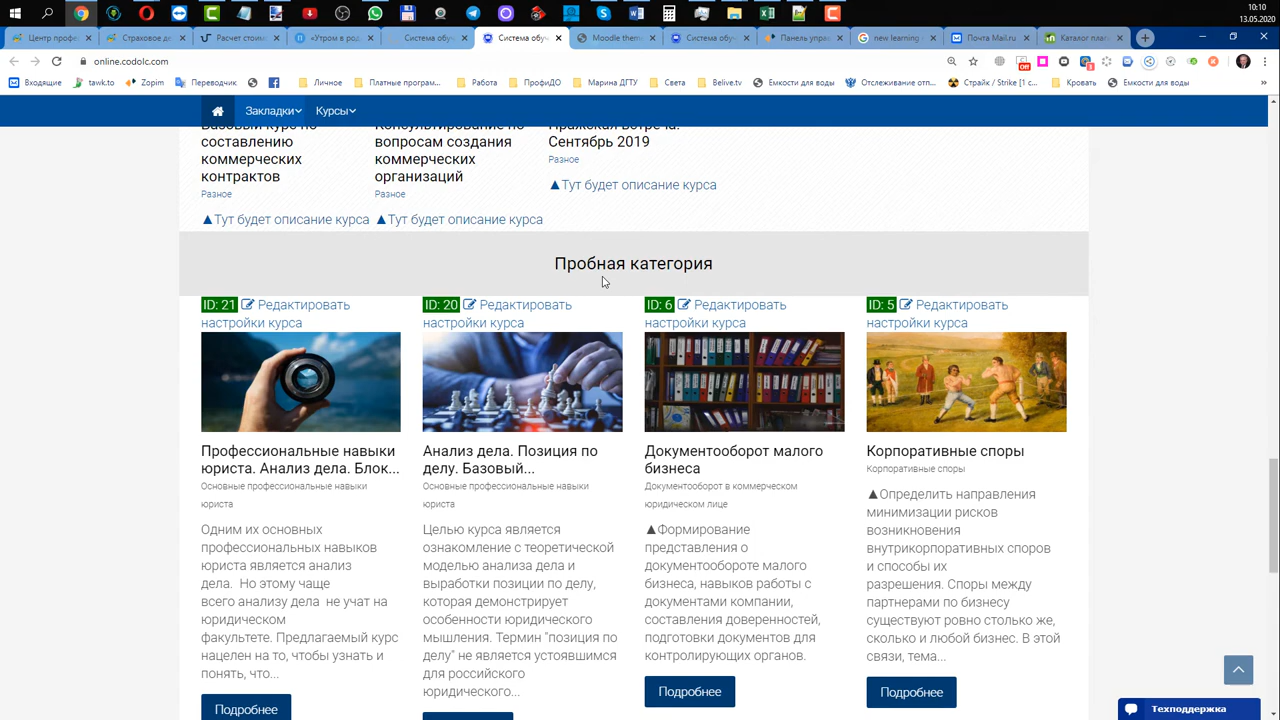 10:10
13.05.2020
Центр профес
Страховое де
Расчет стоим
«Утром в род
Система обуч
Система обуч
Moodle them
Система обуч
Панель управ
new learning
Почта Mail.ru
Каталог плаги
online.codolc.com
Входящие
tawk.to
Zopim
Переводчик
Личное
Платные програм...
Работа
ПрофиДО
Марина ДГТУ
Света
Belive.tv
Емкости для воды
Отслеживание отп...
Страйк / Strike [1 с...
Кровать
Емкости для воды
Закладки Курсы
Базовый курс по
составлению
коммерческих
контрактов
Разное
▲Тут будет описание курса
Консультирование по
вопросам создания
коммерческих
организаций
Разное
▲Тут будет описание курса
Пражская встреча.
Сентябрь 2019
Разное
▲Тут будет описание курса
Пробная категория
ID: 21 Редактировать
настройки курса
Профессиональные навыки
юриста. Анализ дела. Блок...
Основные профессиональные навыки
юриста
Одним их основных
профессиональных навыков
юриста является анализ
дела. Но этому чаще
всего анализу дела не учат на
юридическом
факультете. Предлагаемый курс
нацелен на то, чтобы узнать и
понять, что...
Подробнее
ID: 20 Редактировать
настройки курса
Анализ дела. Позиция по
делу. Базовый...
Основные профессиональные навыки
юриста
Целью курса является
ознакомление с теоретической
моделью анализа дела и
выработки позиции по делу,
которая демонстрирует
особенности юридического
мышления. Термин "позиция по
делу" не является устоявшимся
для российского
юридического...
ID: 6 Редактировать
настройки курса
Документооборот малого
бизнеса
Документооборот в коммерческом
юридическом лице
▲Формирование
представления о
документообороте малого
бизнеса, навыков работы с
документами компании,
составления доверенностей,
подготовки документов для
контролирующих органов.
Подробнее
ID: 5 Редактировать
настройки курса
Корпоративные споры
Корпоративные споры
▲Определить направления
минимизации рисков
возникновения
внутрикорпоративных споров
и способы их
разрешения. Споры между
партнерами по бизнесу
существуют ровно столько же,
сколько и любой бизнес. В этой
связи, тема...
Подробнее
Техподдержка